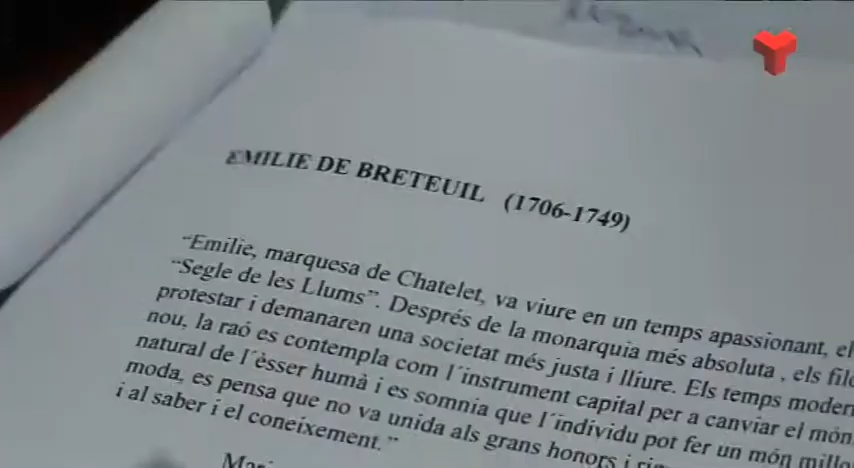 EMILIE DE BRETEUIL (1706-1749)
“Emilie, marquesa de Chatelet, va viure en un temps apassionant, el
“Segle de les Llums”. Després de la monarquia més absoluta , els
protestar i demanaren una societat més justa i lliure. Els temps
nou, la raó es contempla com l´instrument capital per a canviar el món.
natural de l´èsser humà i es somnia que l´individu pot fer un món
moda, es pensa que no va unida als grans honors i
i al saber i el coneixement.”